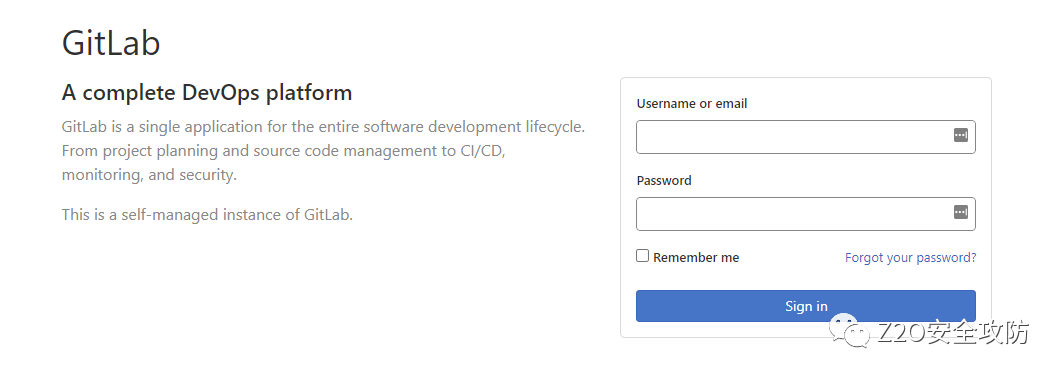 GitLab
A complete DevOps platform
GitLab is a single application for the entire software development lifecycle.
From project planning and source code management to CI/CD,
monitoring, and security.
This is a self-managed instance of GitLab.
Username or email
Password
Remember me
Forgot your password?
Sign in
Z2O安全攻防